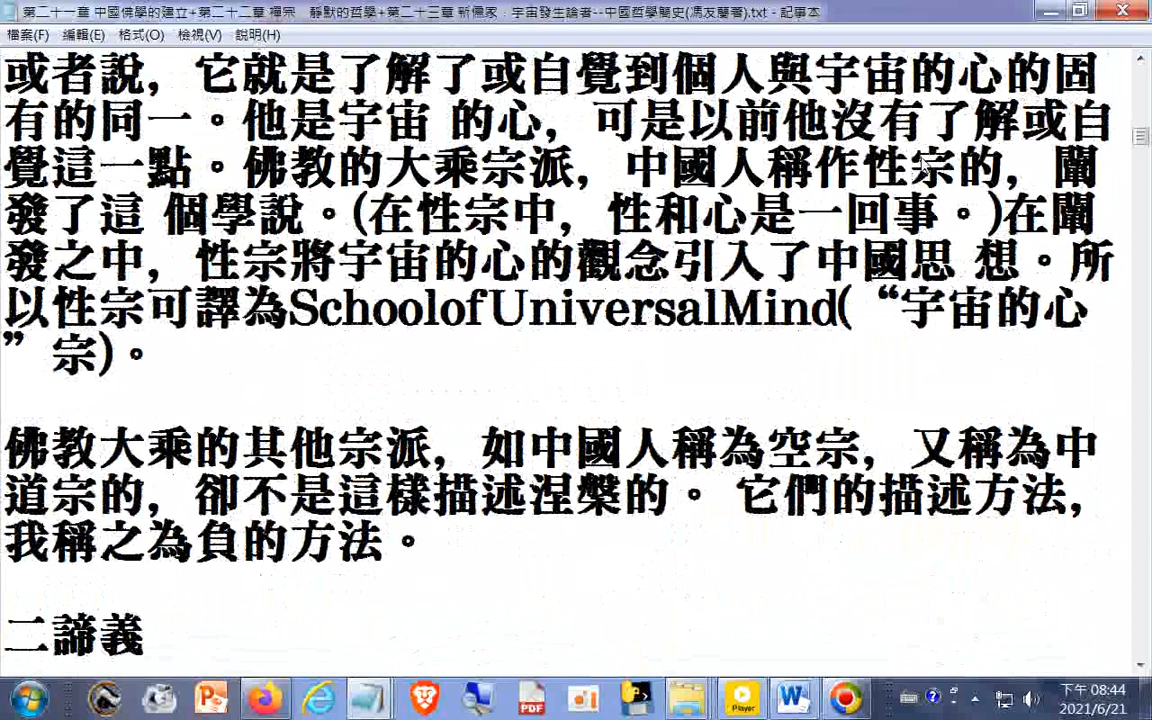 第二十一章 中國佛學的建立+第二十二章 禪宗：靜默的哲學+第二十三章 新儒家：宇宙發生論者--中國哲學簡史(馮友蘭著).txt - 記事本
檔案(F) 編輯(E) 格式(O) 檢視(V) 說明(H)
或者說，它就是了解了或自覺到個人與宇宙的心的固
有的同一。他是宇宙 的心，可是以前他沒有了解或自
覺這一點。佛教的大乘宗派，中國人稱作性宗的，闡
發了這 個學說。(在性宗中，性和心是一回事。)在闡
發之中，性宗將宇宙的心的觀念引入了中國思 想。所
以性宗可譯為SchoolofUniversalMind(“宇宙的心
”宗)。
佛教大乘的其他宗派，如中國人稱為空宗，又稱為中
道宗的，卻不是這樣描述涅槃的。 它們的描述方法，
我稱之為負的方法。
二諦義
PDF
Player
下午 08:44
2021/6/21